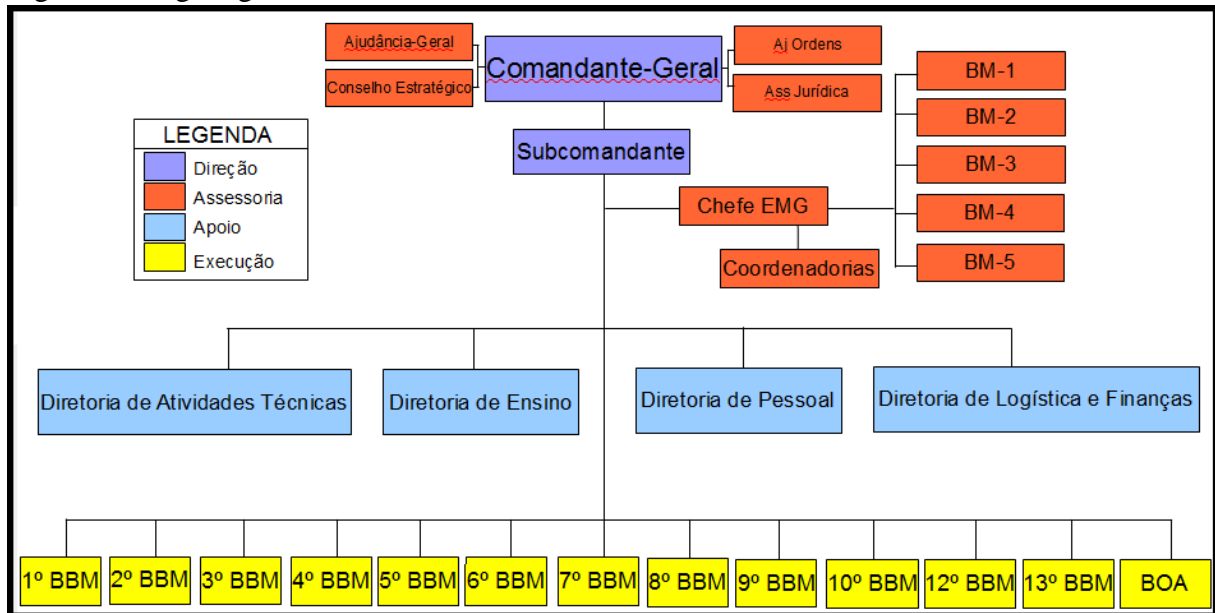 Ajudância-Geral
Conselho Estratégico
Comandante-Geral
Aj Ordens
Ass Jurídica
BM-1
BM-2
BM-3
BM-4
BM-5
Subcomandante
Chefe EMG
Coordenadorias
LEGENDA
Direção
Assessoria
Apoio
Execução
Diretoria de Atividades Técnicas
Diretoria de Ensino
Diretoria de Pessoal
Diretoria de Logística e Finanças
1º BBM
2º BBM
3º BBM
4º BBM
5º BBM
6º BBM
7º BBM
8º BBM
9º BBM
10º BBM
12º BBM
13º BBM
BOA